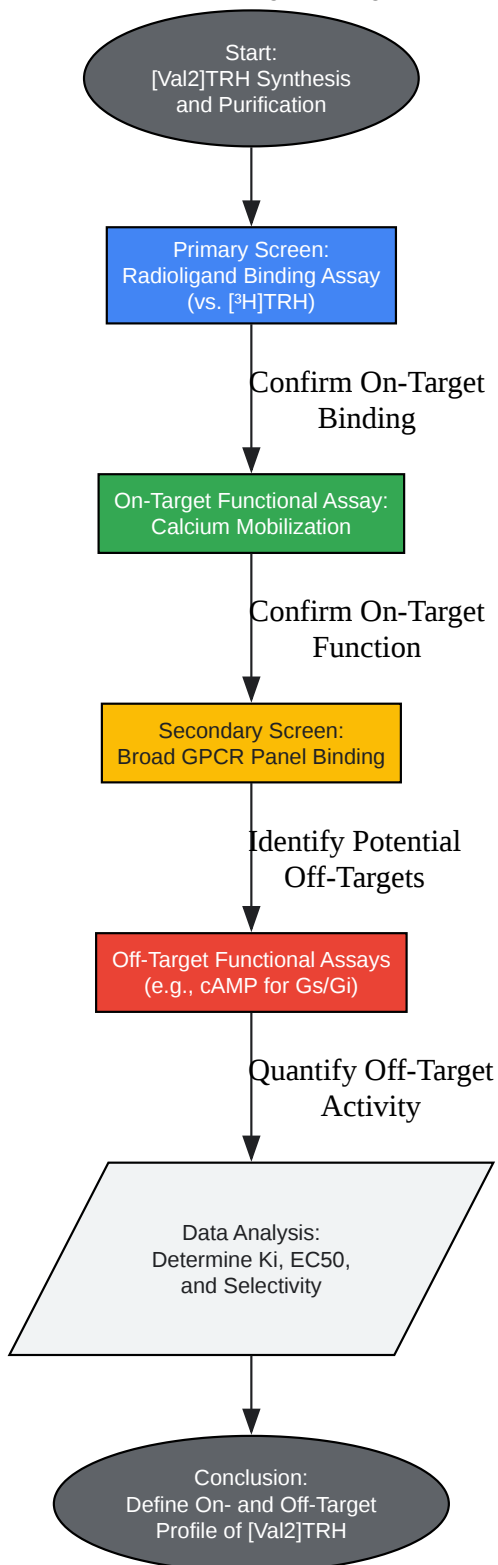 Start:
[Val2]TRH Synthesis
and Purification
Primary Screen:
Radioligand Binding Assay
(vs. [³H]TRH)
Confirm On-Target
Binding
On-Target Functional Assay:
Calcium Mobilization
Confirm On-Target
Function
Secondary Screen:
Broad GPCR Panel Binding
Identify Potential
Off-Targets
Off-Target Functional Assays
(e.g., cAMP for Gs/Gi)
Quantify Off-Target
Activity
Data Analysis:
Determine Ki, EC50,
and Selectivity
Conclusion:
Define On- and Off-Target
Profile of [Val2]TRH